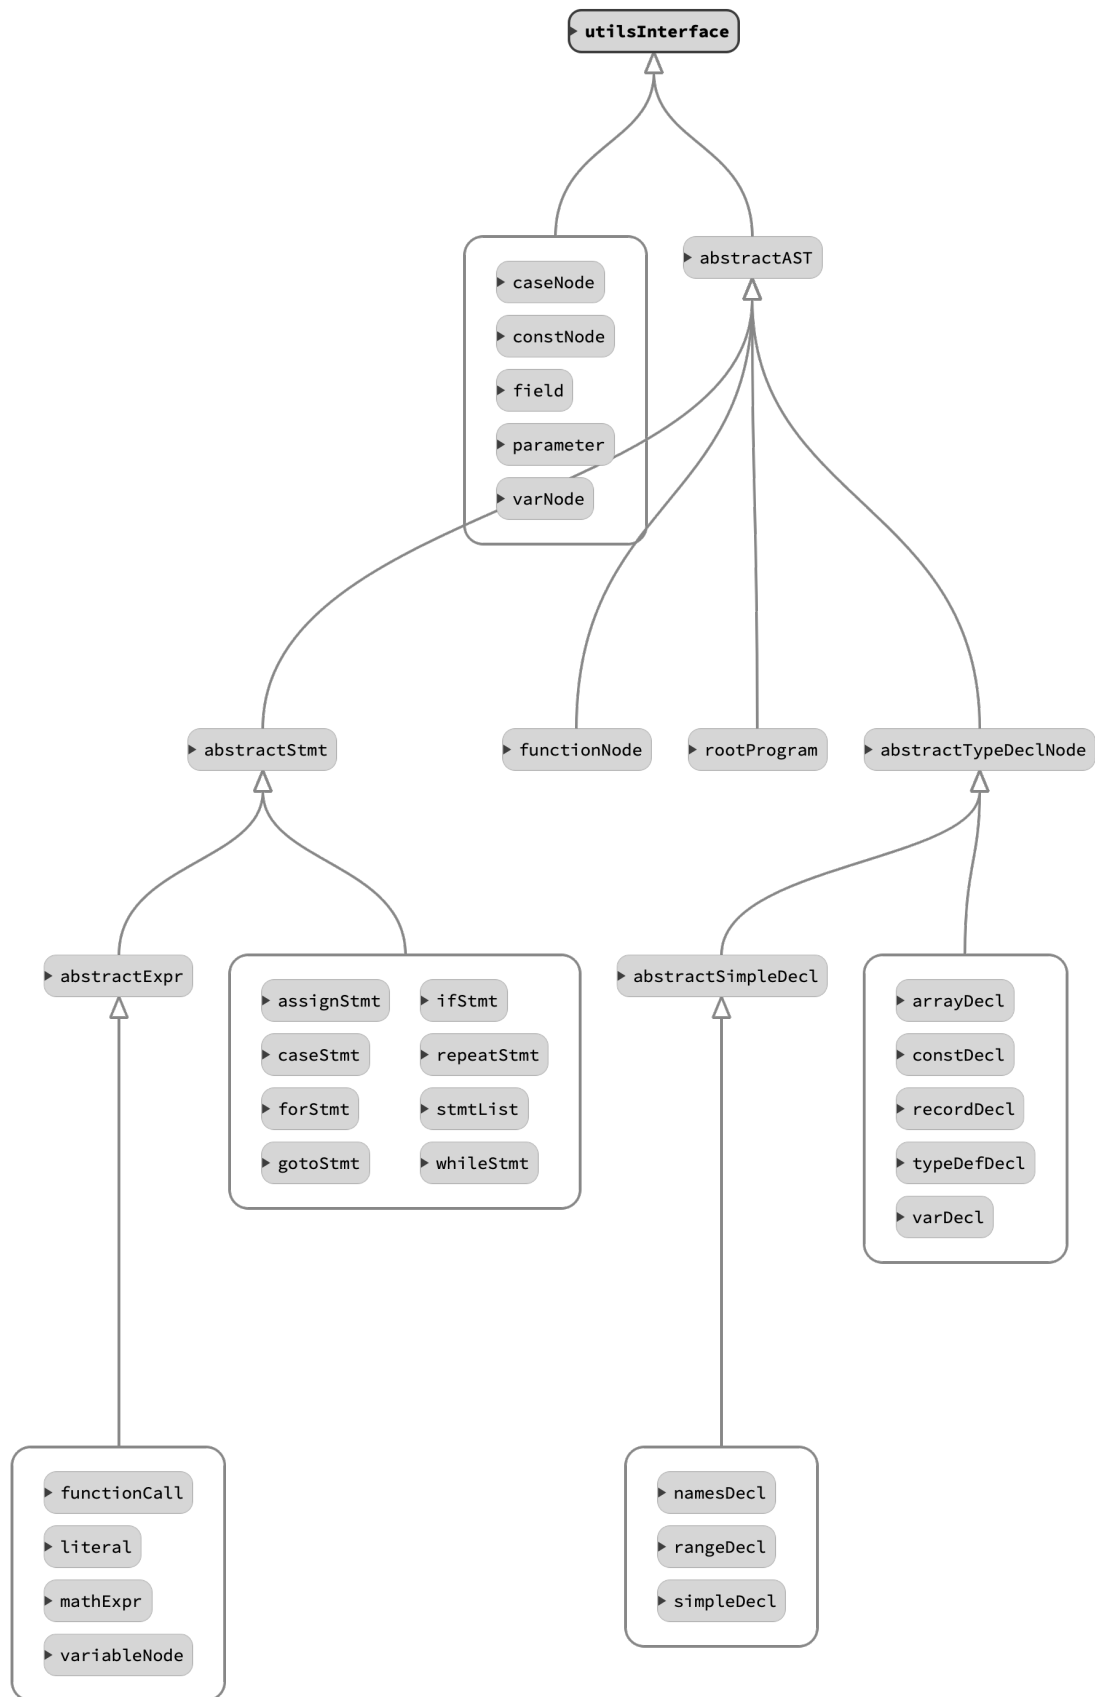 utilsInterface
abstractAST
caseNode
constNode
field
parameter
varNode
abstractStmt
functionNode
rootProgram
abstractTypeDeclNode
abstractExpr
abstractSimpleDecl
assignStmt
ifStmt
caseStmt
repeatStmt
forStmt
stmtList
gotoStmt
whileStmt
arrayDecl
constDecl
recordDecl
typeDefDecl
varDecl
functionCall
literal
mathExpr
variableNode
namesDecl
rangeDecl
simpleDecl